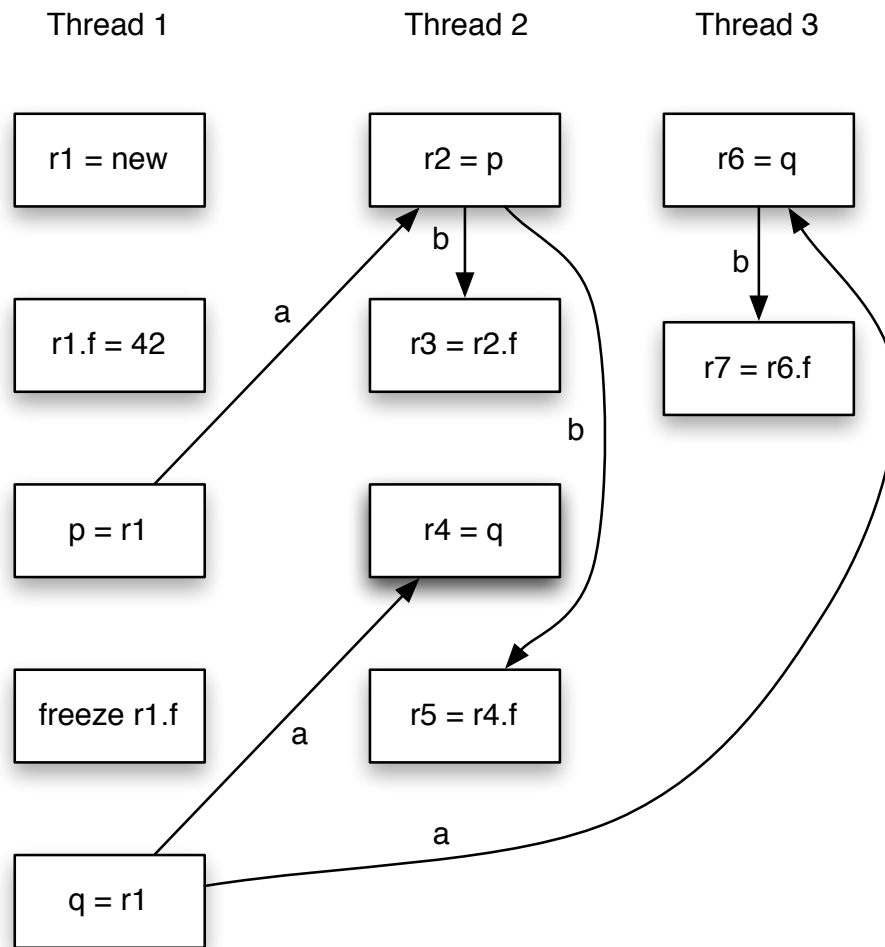 Thread 1
Thread 2
Thread 3
r1 = new
r2 = p
r6 = q
b
b
a
r1.f = 42
r3 = r2.f
r7 = r6.f
b
p = r1
r4 = q
freeze r1.f
r5 = r4.f
a
a
q = r1